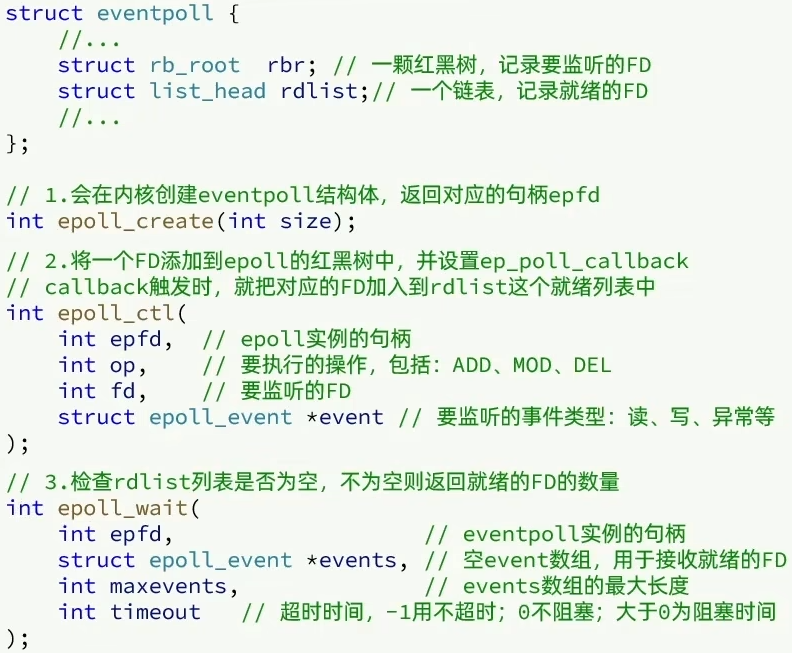 struct eventpoll {
    //...
    struct rb_root  rbr; // 一颗红黑树，记录要监听的FD
    struct list_head rdlist;// 一个链表，记录就绪的FD
    //...
};
// 1.会在内核创建eventpoll结构体，返回对应的句柄epfd
int epoll_create(int size);
// 2.将一个FD添加到epoll的红黑树中，并设置ep_poll_callback
// callback触发时，就把对应的FD加入到rdlist这个就绪列表中
int epoll_ctl(
    int epfd,  // epoll实例的句柄
    int op,    // 要执行的操作，包括：ADD、MOD、DEL
    int fd,    // 要监听的FD
    struct epoll_event *event // 要监听的事件类型：读、写、异常等
);
// 3.检查rdlist列表是否为空，不为空则返回就绪的FD的数量
int epoll_wait(
    int epfd,                   // eventpoll实例的句柄
    struct epoll_event *events, // 空event数组，用于接收就绪的FD
    int maxevents,              // events数组的最大长度
    int timeout   // 超时时间，-1用不超时；0不阻塞；大于0为阻塞时间
);